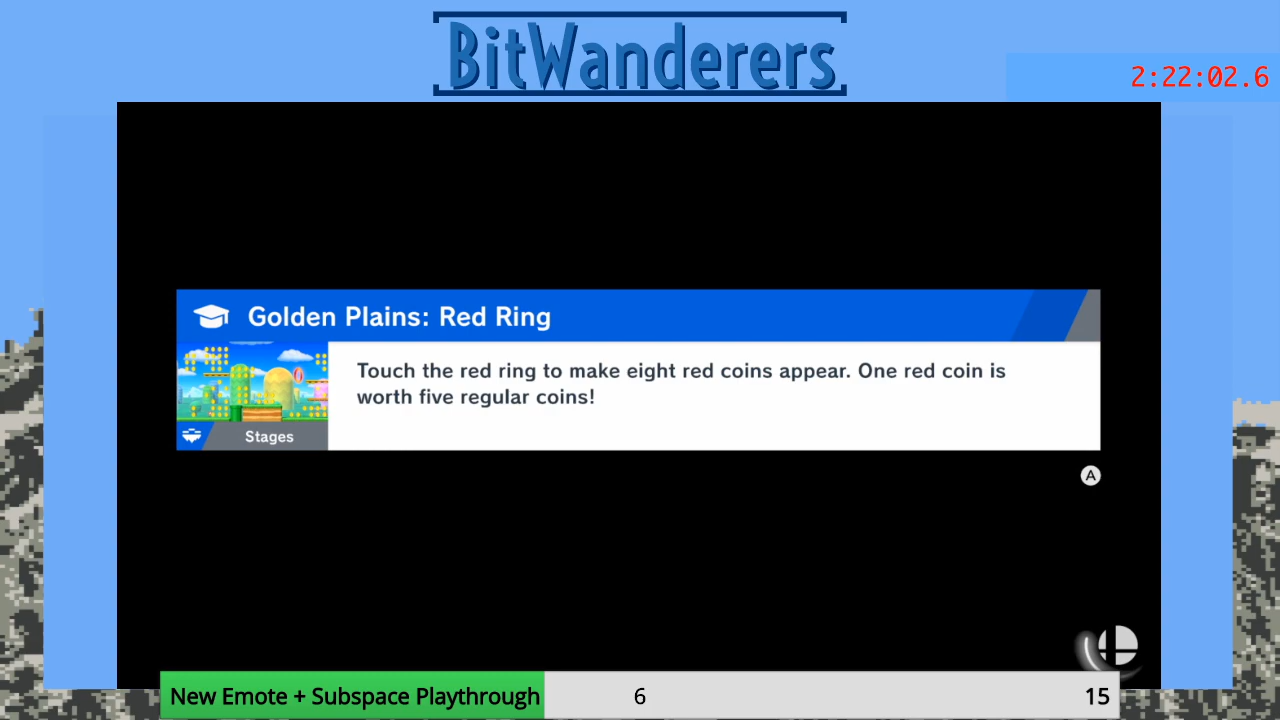 BitWanderers
2:22:02.6
Golden Plains: Red Ring
Touch the red ring to make eight red coins appear. One red coin is
worth five regular coins!
Stages
A
New Emote + Subspace Playthrough 6 15